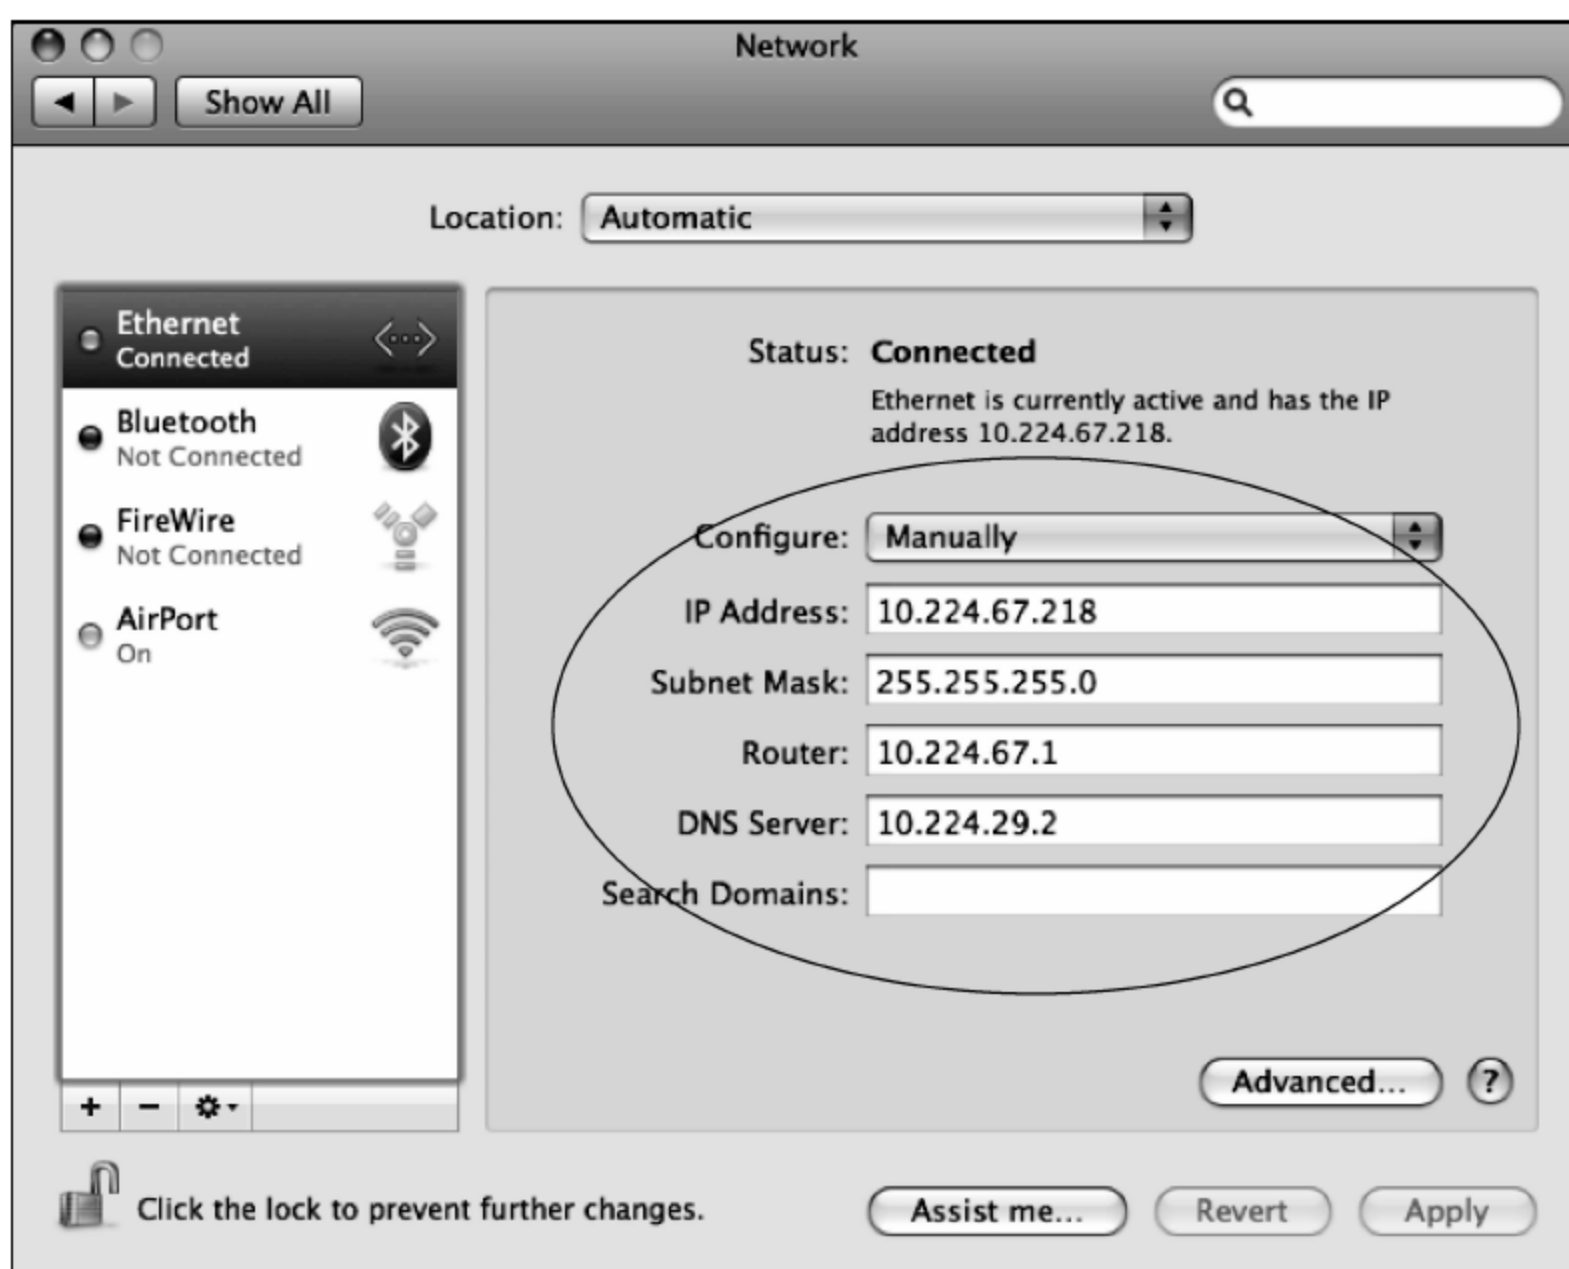 Network
Show All
Location: Automatic
Ethernet
Connected
Bluetooth
Not Connected
FireWire
Not Connected
AirPort
On
Status: Connected
Ethernet is currently active and has the IP
address 10.224.67.218.
Configure: Manually
IP Address: 10.224.67.218
Subnet Mask: 255.255.255.0
Router: 10.224.67.1
DNS Server: 10.224.29.2
Search Domains:
Advanced... ?
Click the lock to prevent further changes.
Assist me... Revert Apply